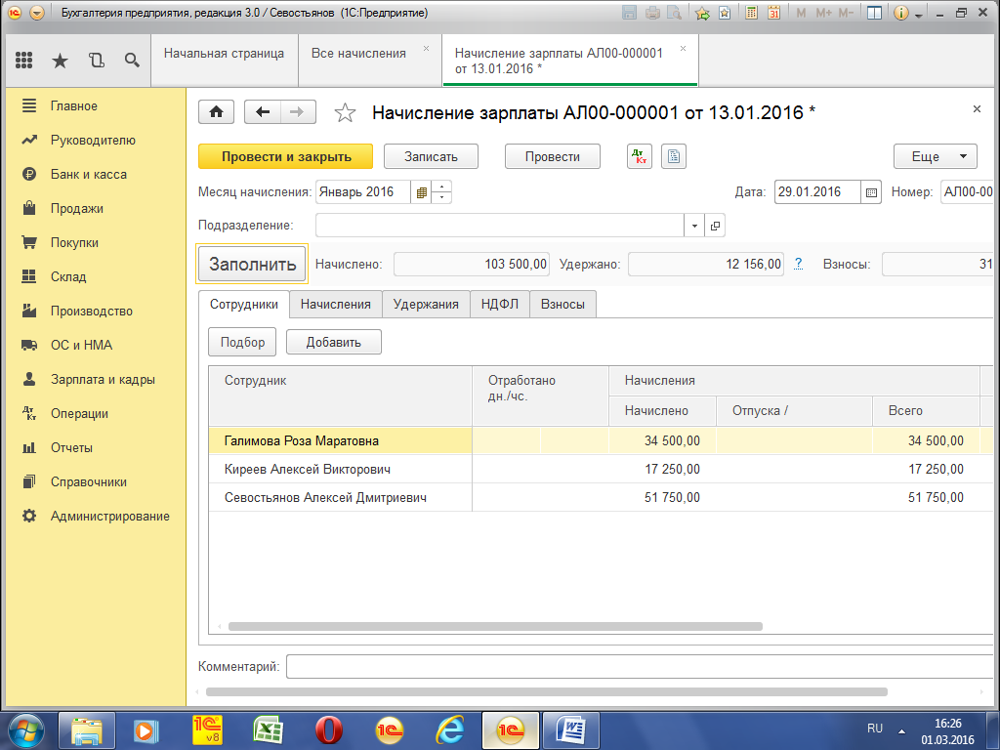 Бухгалтерия предприятия, редакция 3.0 / Севостьянов (1С:Предприятие)
M M+ M-
Начальная страница
Все начисления
Начисление зарплаты АЛ00-000001 от 13.01.2016 *
Главное
Руководителю
Банк и касса
Продажи
Покупки
Склад
Производство
ОС и НМА
Зарплата и кадры
Операции
Отчеты
Справочники
Администрирование
Начисление зарплаты АЛ00-000001 от 13.01.2016 *
Провести и закрыть Записать Провести Дт Кт Еще
Месяц начисления: Январь 2016 Дата: 29.01.2016 Номер: АЛ00-00
Подразделение:
Заполнить Начислено: 103 500,00 Удержано: 12 156,00 ? Взносы: 31
Сотрудники Начисления Удержания НДФЛ Взносы
Подбор Добавить
Сотрудник Отработано дн./чс. Начисления
Начислено Отпуска / Всего
Галимова Роза Маратовна 34 500,00 34 500,00
Киреев Алексей Викторович 17 250,00 17 250,00
Севостьянов Алексей Дмитриевич 51 750,00 51 750,00
Комментарий:
RU 16:26
01.03.2016